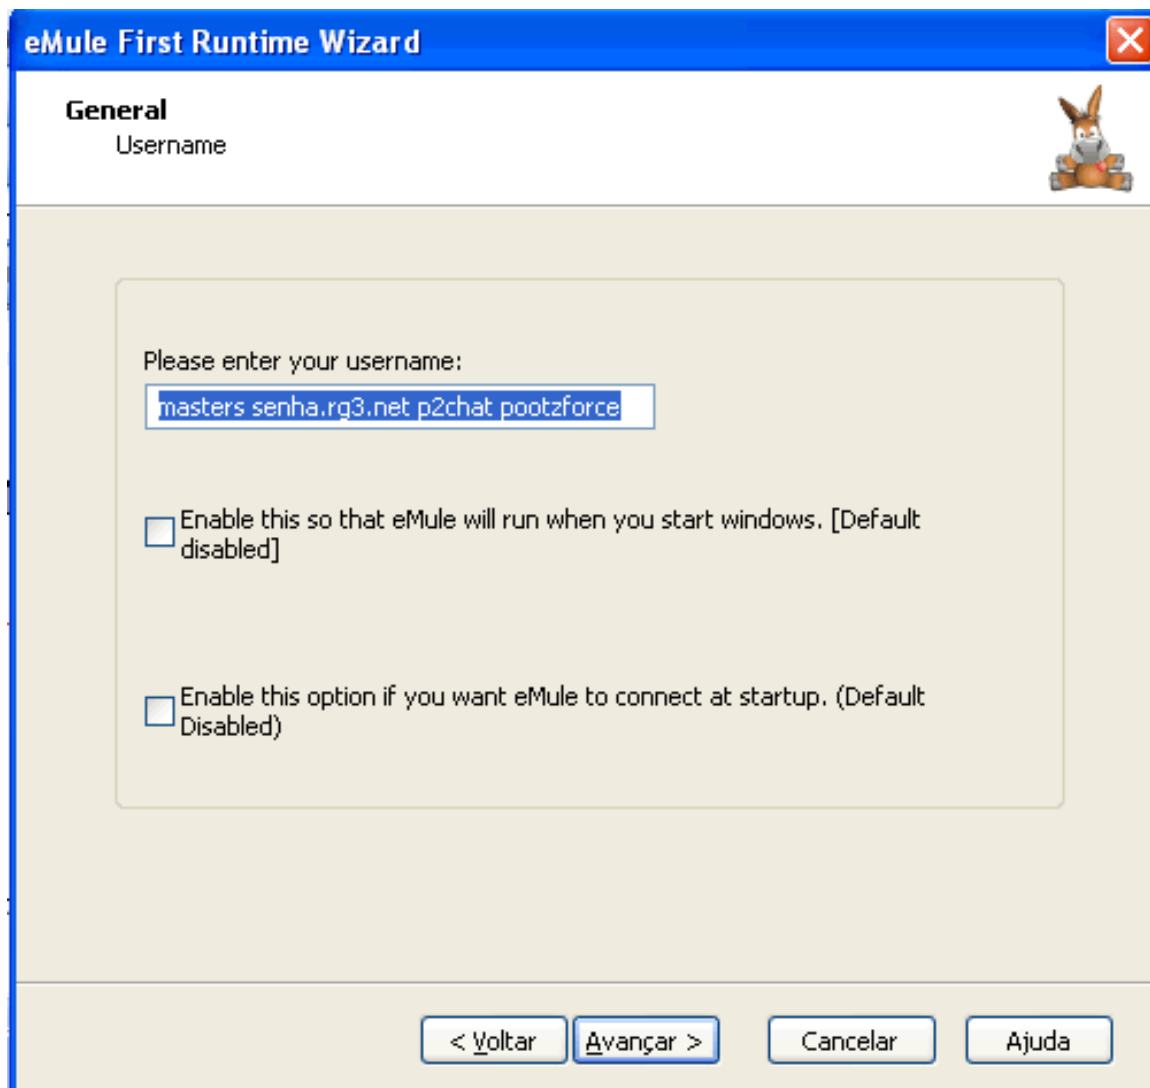 eMule First Runtime Wizard
General
Username
Please enter your username:
masters senha.rg3.net p2chat pootzforce
Enable this so that eMule will run when you start windows. [Default
disabled]
Enable this option if you want eMule to connect at startup. (Default
Disabled)
< Voltar Avançar > Cancelar Ajuda